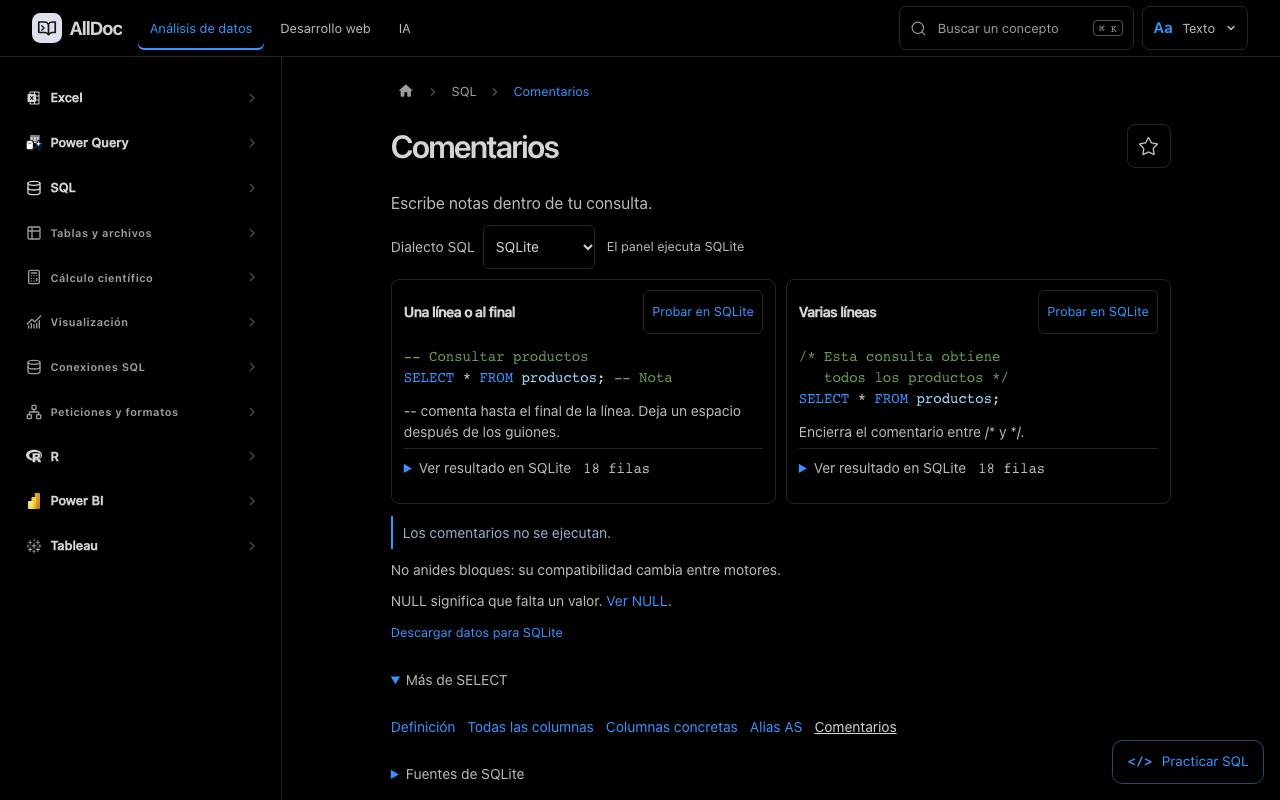 AllDoc
Análisis de datos
Desarrollo web
IA
Buscar un concepto
⌘ K
Aa Texto
Excel
Power Query
SQL
Tablas y archivos
Cálculo científico
Visualización
Conexiones SQL
Peticiones y formatos
R
Power BI
Tableau
SQL
Comentarios
Comentarios
Escribe notas dentro de tu consulta.
Dialecto SQL
SQLite
El panel ejecuta SQLite
Una línea o al final
Probar en SQLite
-- Consultar productos
SELECT * FROM productos; -- Nota
-- comenta hasta el final de la línea. Deja un espacio
después de los guiones.
Ver resultado en SQLite 18 filas
Varias líneas
Probar en SQLite
/* Esta consulta obtiene
todos los productos */
SELECT * FROM productos;
Encierra el comentario entre /* y */.
Ver resultado en SQLite 18 filas
Los comentarios no se ejecutan.
No anides bloques: su compatibilidad cambia entre motores.
NULL significa que falta un valor. Ver NULL.
Descargar datos para SQLite
Más de SELECT
Definición Todas las columnas Columnas concretas Alias AS Comentarios
Fuentes de SQLite
</> Practicar SQL